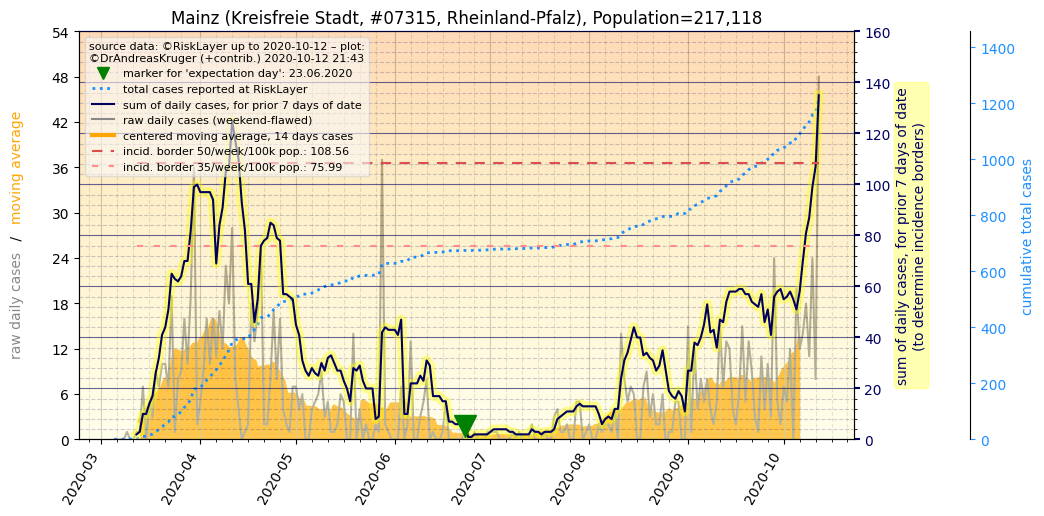 Mainz (Kreisfreie Stadt, #07315, Rheinland-Pfalz), Population=217,118
source data: ©RiskLayer up to 2020-10-12 – plot:
©DrAndreasKruger (+contrib.) 2020-10-12 21:43
marker for 'expectation day': 23.06.2020
total cases reported at RiskLayer
sum of daily cases, for prior 7 days of date
raw daily cases (weekend-flawed)
centered moving average, 14 days cases
incid. border 50/week/100k pop.: 108.56
incid. border 35/week/100k pop.: 75.99
raw daily cases / moving average
54
48
42
36
30
24
18
12
6
0
160
140
120
100
80
60
40
20
0
sum of daily cases, for prior 7 days of date
(to determine incidence borders)
1400
1200
1000
800
600
400
200
0
cumulative total cases
2020-03
2020-04
2020-05
2020-06
2020-07
2020-08
2020-09
2020-10